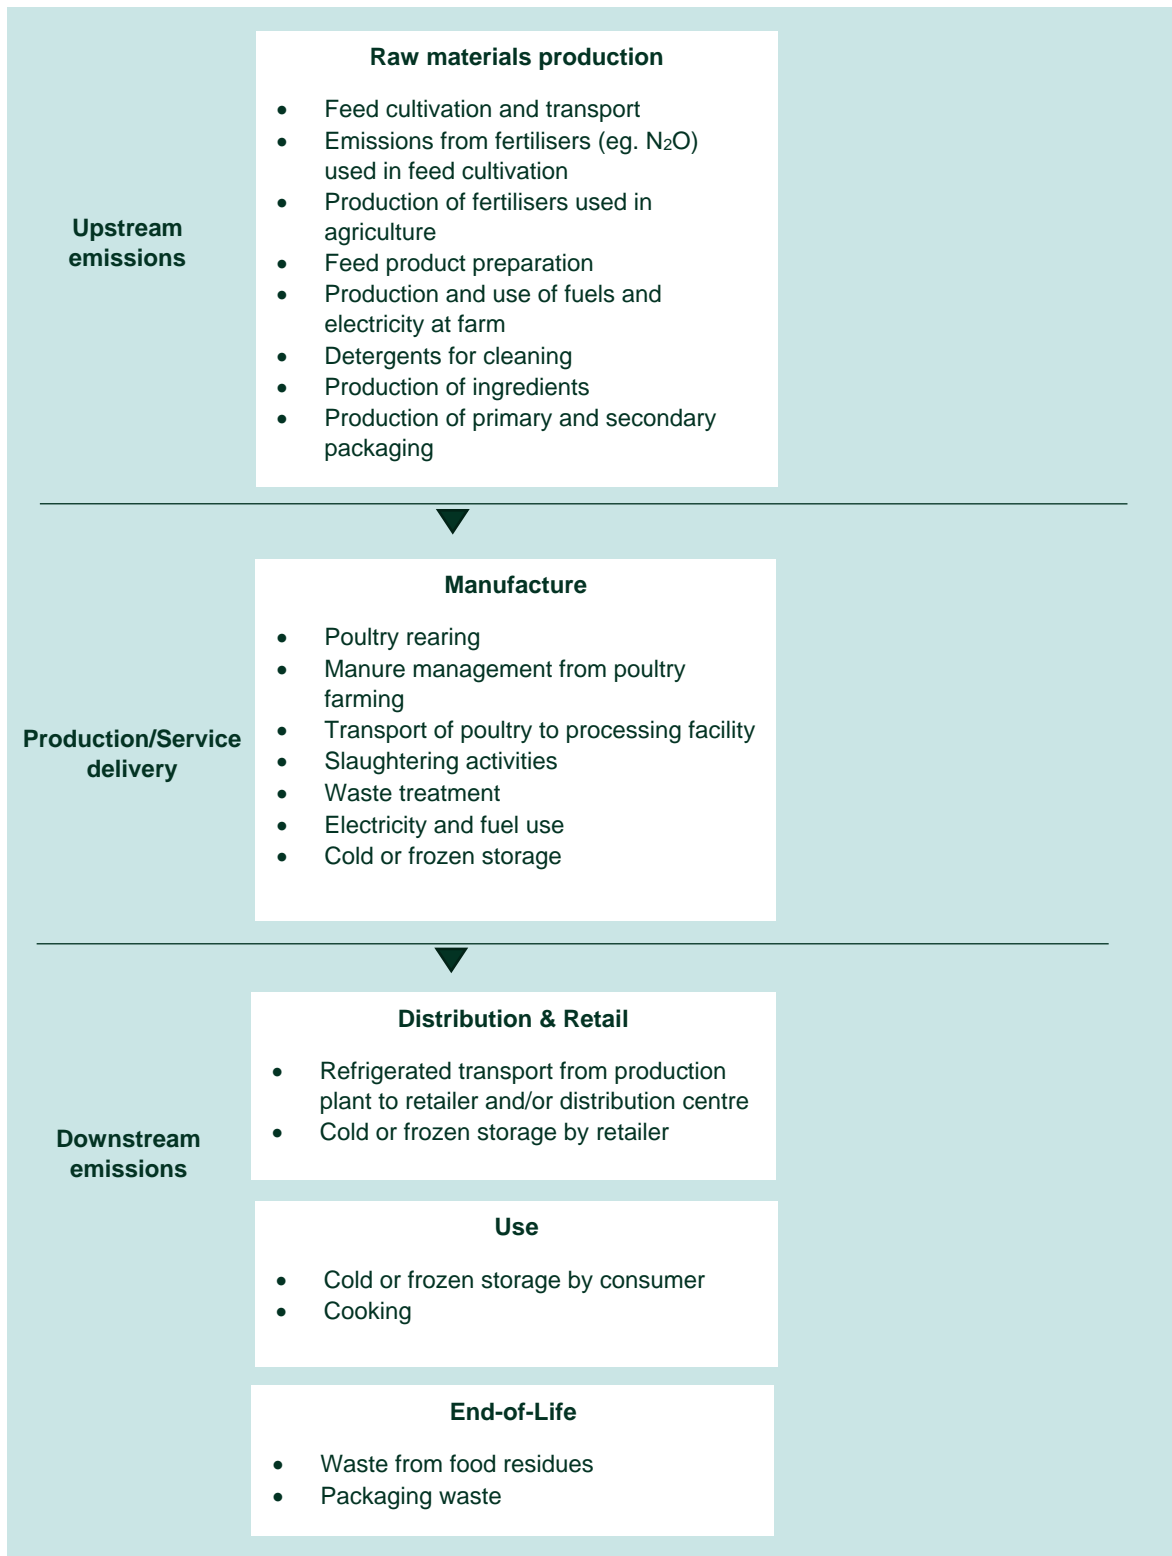 Raw materials production
• Feed cultivation and transport
• Emissions from fertilisers (eg. N₂O)
used in feed cultivation
• Production of fertilisers used in
agriculture
• Feed product preparation
• Production and use of fuels and
electricity at farm
• Detergents for cleaning
• Production of ingredients
• Production of primary and secondary
packaging
Upstream
emissions
Manufacture
• Poultry rearing
• Manure management from poultry
farming
• Transport of poultry to processing facility
• Slaughtering activities
• Waste treatment
• Electricity and fuel use
• Cold or frozen storage
Production/Service
delivery
Distribution & Retail
• Refrigerated transport from production
plant to retailer and/or distribution centre
• Cold or frozen storage by retailer
Downstream
emissions
Use
• Cold or frozen storage by consumer
• Cooking
End-of-Life
• Waste from food residues
• Packaging waste